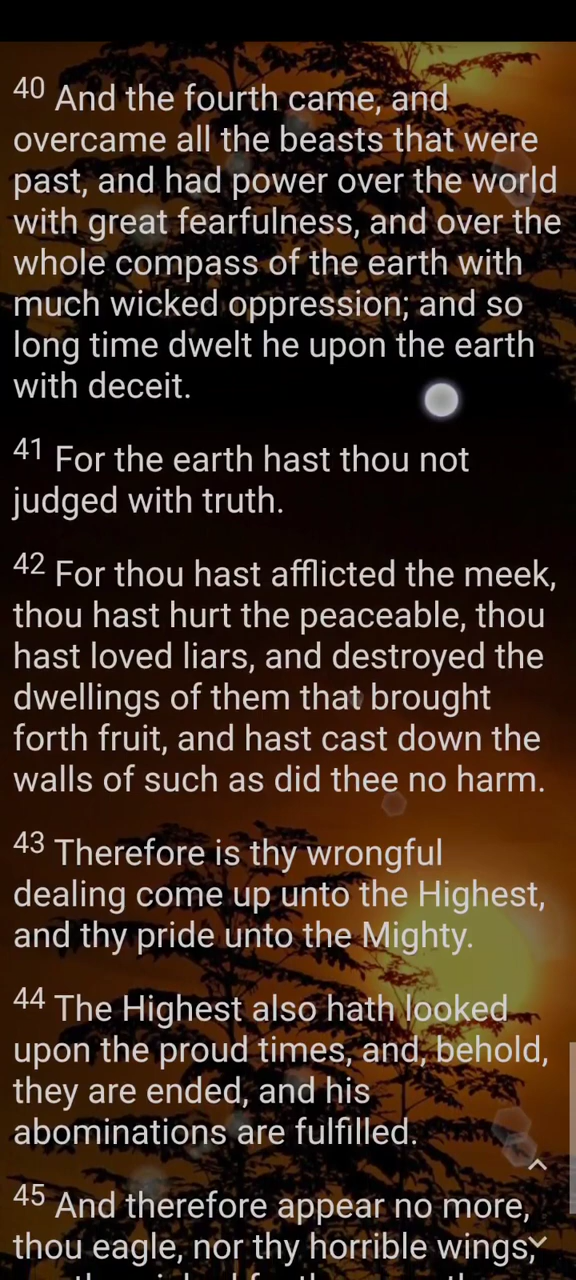 40 And the fourth came, and
overcame all the beasts that were
past, and had power over the world
with great fearfulness, and over the
whole compass of the earth with
much wicked oppression; and so
long time dwelt he upon the earth
with deceit.
41 For the earth hast thou not
judged with truth.
42 For thou hast afflicted the meek,
thou hast hurt the peaceable, thou
hast loved liars, and destroyed the
dwellings of them that brought
forth fruit, and hast cast down the
walls of such as did thee no harm.
43 Therefore is thy wrongful
dealing come up unto the Highest,
and thy pride unto the Mighty.
44 The Highest also hath looked
upon the proud times, and, behold,
they are ended, and his
abominations are fulfilled.
45 And therefore appear no more,
thou eagle, nor thy horrible wings,